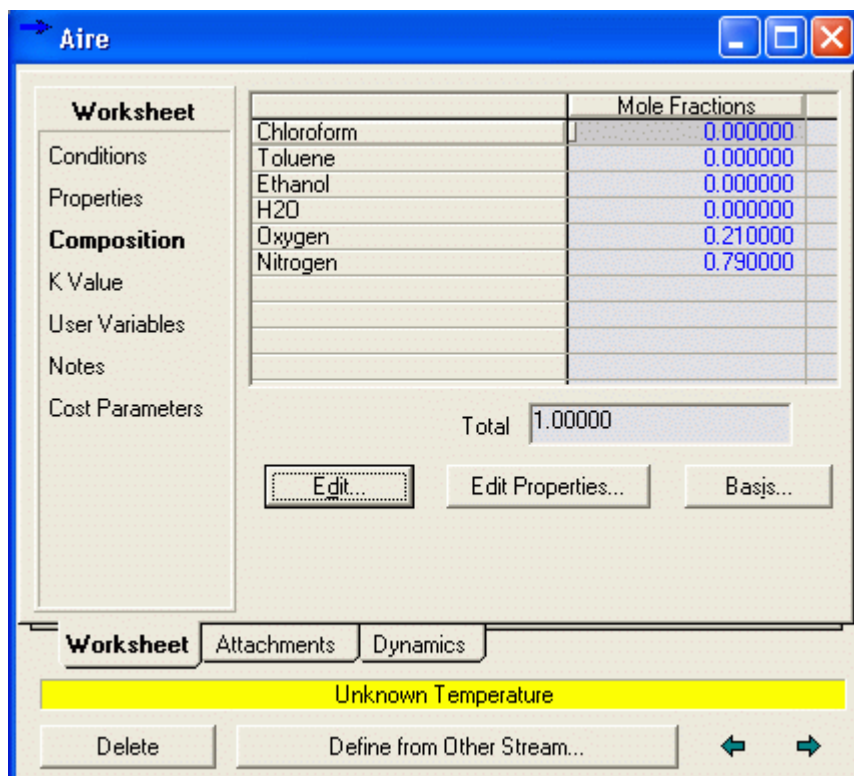 Aire
Worksheet
Conditions
Properties
Composition
K Value
User Variables
Notes
Cost Parameters
Mole Fractions
Chloroform 0.000000
Toluene 0.000000
Ethanol 0.000000
H2O 0.000000
Oxygen 0.210000
Nitrogen 0.790000
Total 1.00000
Edit... Edit Properties... Basis...
Worksheet Attachments Dynamics
Unknown Temperature
Delete Define from Other Stream...